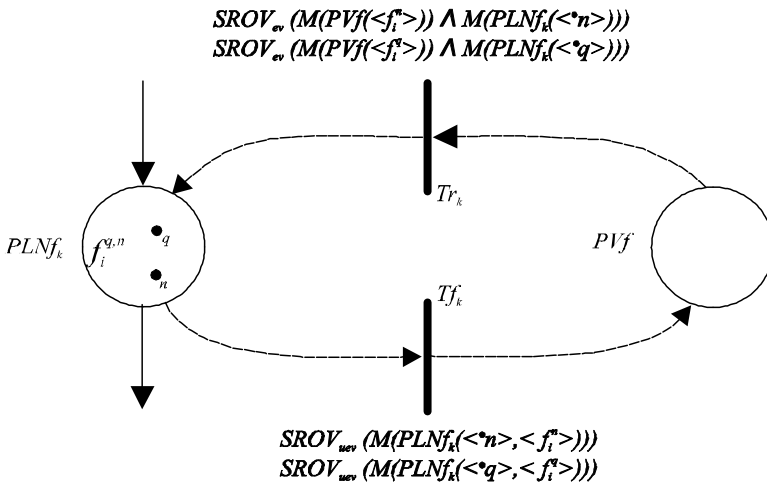 SROV_ev (M(PVf(<f_i^n>)) Λ M(PLNf_k(<•n>)))
SROV_ev (M(PVf(<f_i^q>)) Λ M(PLNf_k(<•q>)))
Tr_k
PLNf_k
f_i^{q,n}
q
n
PVf
Tf_k
SROV_uev (M(PLNf_k(<•n>,<f_i^n>)))
SROV_uev (M(PLNf_k(<•q>,<f_i^q>)))